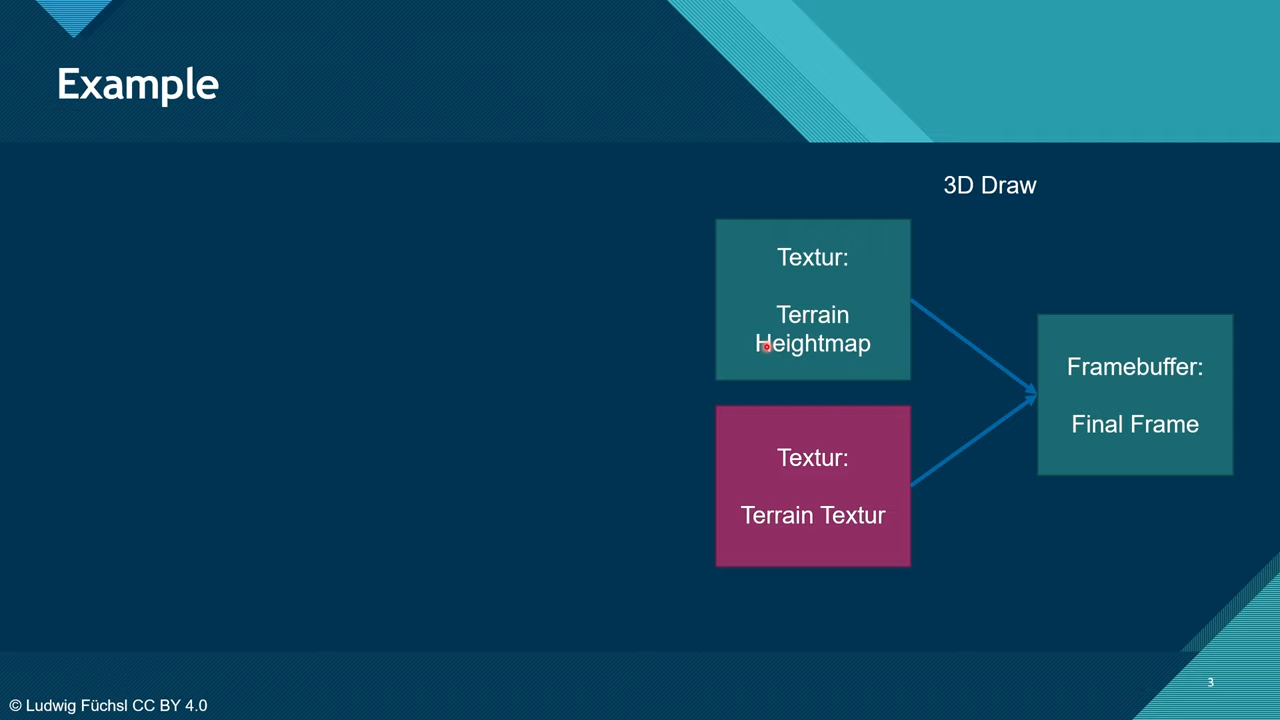 Example
3D Draw
Textur:
Terrain
Heightmap
Textur:
Terrain Textur
Framebuffer:
Final Frame
3
© Ludwig Füchsl CC BY 4.0